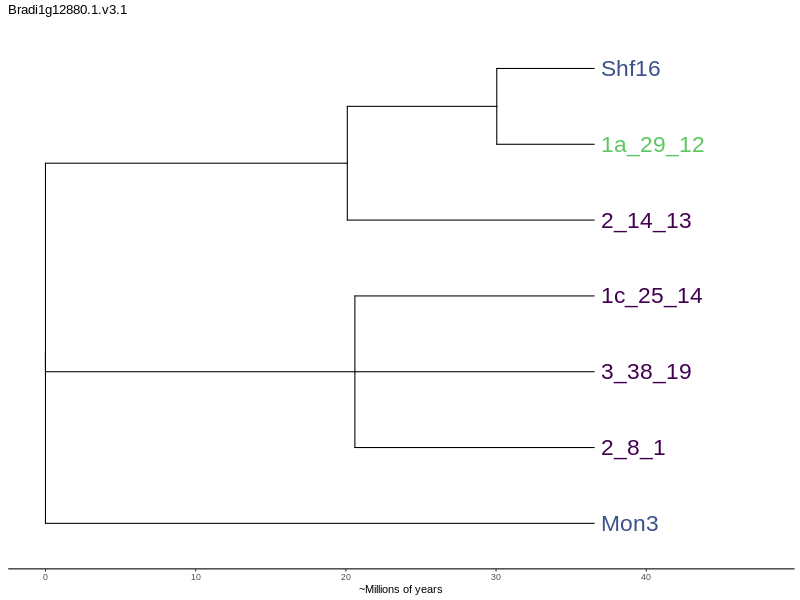 Bradi1g12880.1.v3.1
Shf16
1a_29_12
2_14_13
1c_25_14
3_38_19
2_8_1
Mon3
0 10 20 30 40
~Millions of years